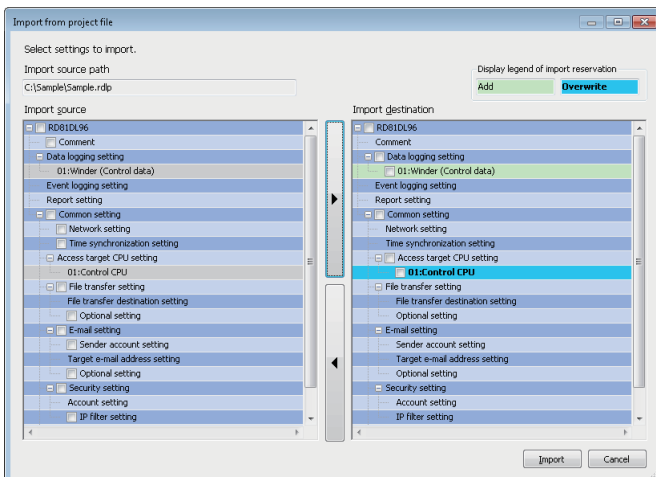 Import from project file
Select settings to import.
Import source path
Display legend of import reservation
C:\Sample\Sample.rdlp
Add
Overwrite
Import source
RD81DL96
Comment
Data logging setting
01:Winder (Control data)
Event logging setting
Report setting
Common setting
Network setting
Time synchronization setting
Access target CPU setting
01:Control CPU
File transfer setting
File transfer destination setting
Optional setting
E-mail setting
Sender account setting
Target e-mail address setting
Optional setting
Security setting
Account setting
IP filter setting
Import destination
RD81DL96
Comment
Data logging setting
01:Winder (Control data)
Event logging setting
Report setting
Common setting
Network setting
Time synchronization setting
Access target CPU setting
01:Control CPU
File transfer setting
File transfer destination setting
Optional setting
E-mail setting
Sender account setting
Target e-mail address setting
Optional setting
Security setting
Account setting
IP filter setting
Import
Cancel